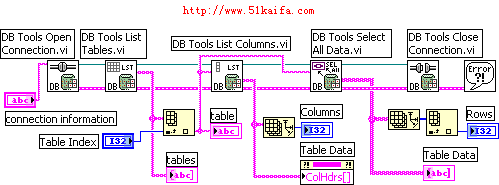 http://www.51kaifa.com
DB Tools Open
Connection.vi
DB Tools List
Tables.vi
DB Tools List Columns.vi
DB Tools Select
All Data.vi
DB Tools Close
Connection.vi
DB
LST
DB
LST
DB
SEL
ALL
DB
DB
Error
?!
abc
connection information
Table Index
I32
table
abc
tables
abc
Columns
I32
Table Data
ColHdrs[]
Rows
I32
Table Data
abc